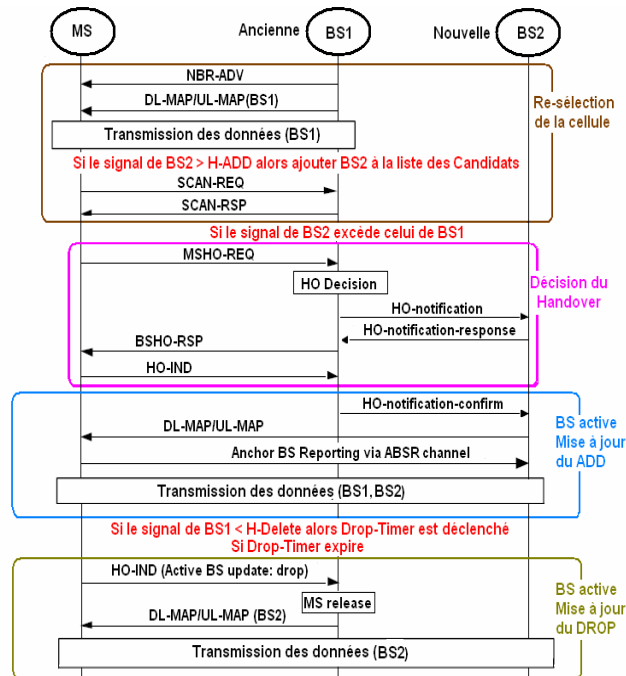 MS
Ancienne
BS1
Nouvelle
BS2
NBR-ADV
DL-MAP/UL-MAP(BS1)
Transmission des données (BS1)
Re-sélection
de la cellule
Si le signal de BS2 > H-ADD alors ajouter BS2 à la liste des Candidats
SCAN-REQ
SCAN-RSP
Si le signal de BS2 excède celui de BS1
MSHO-REQ
HO Decision
Décision du
Handover
HO-notification
HO-notification-response
BSHO-RSP
HO-IND
HO-notification-confirm
DL-MAP/UL-MAP
BS active
Mise à jour
du ADD
Anchor BS Reporting via ABSR channel
Transmission des données (BS1,BS2)
Si le signal de BS1 < H-Delete alors Drop-Timer est déclenché
Si Drop-Timer expire
HO-IND (Active BS update: drop)
MS release
BS active
Mise à jour
du DROP
DL-MAP/UL-MAP (BS2)
Transmission des données (BS2)